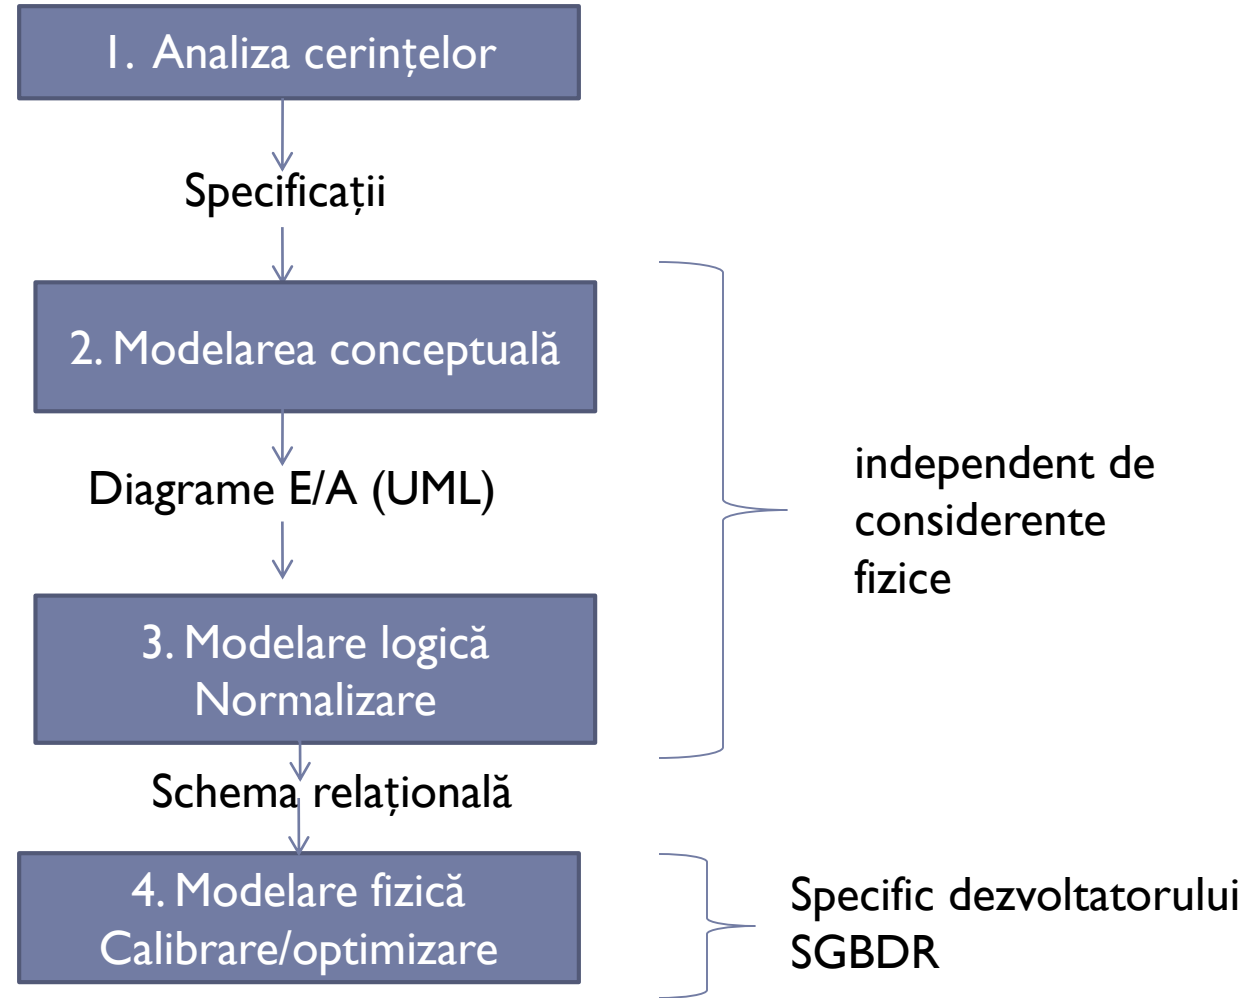 1. Analiza cerințelor
Specificații
2. Modelarea conceptuală
Diagrame E/A (UML)
independent de
considerente
fizice
3. Modelare logică
Normalizare
Schema relațională
4. Modelare fizică
Calibrare/optimizare
Specific dezvoltatorului
SGBDR